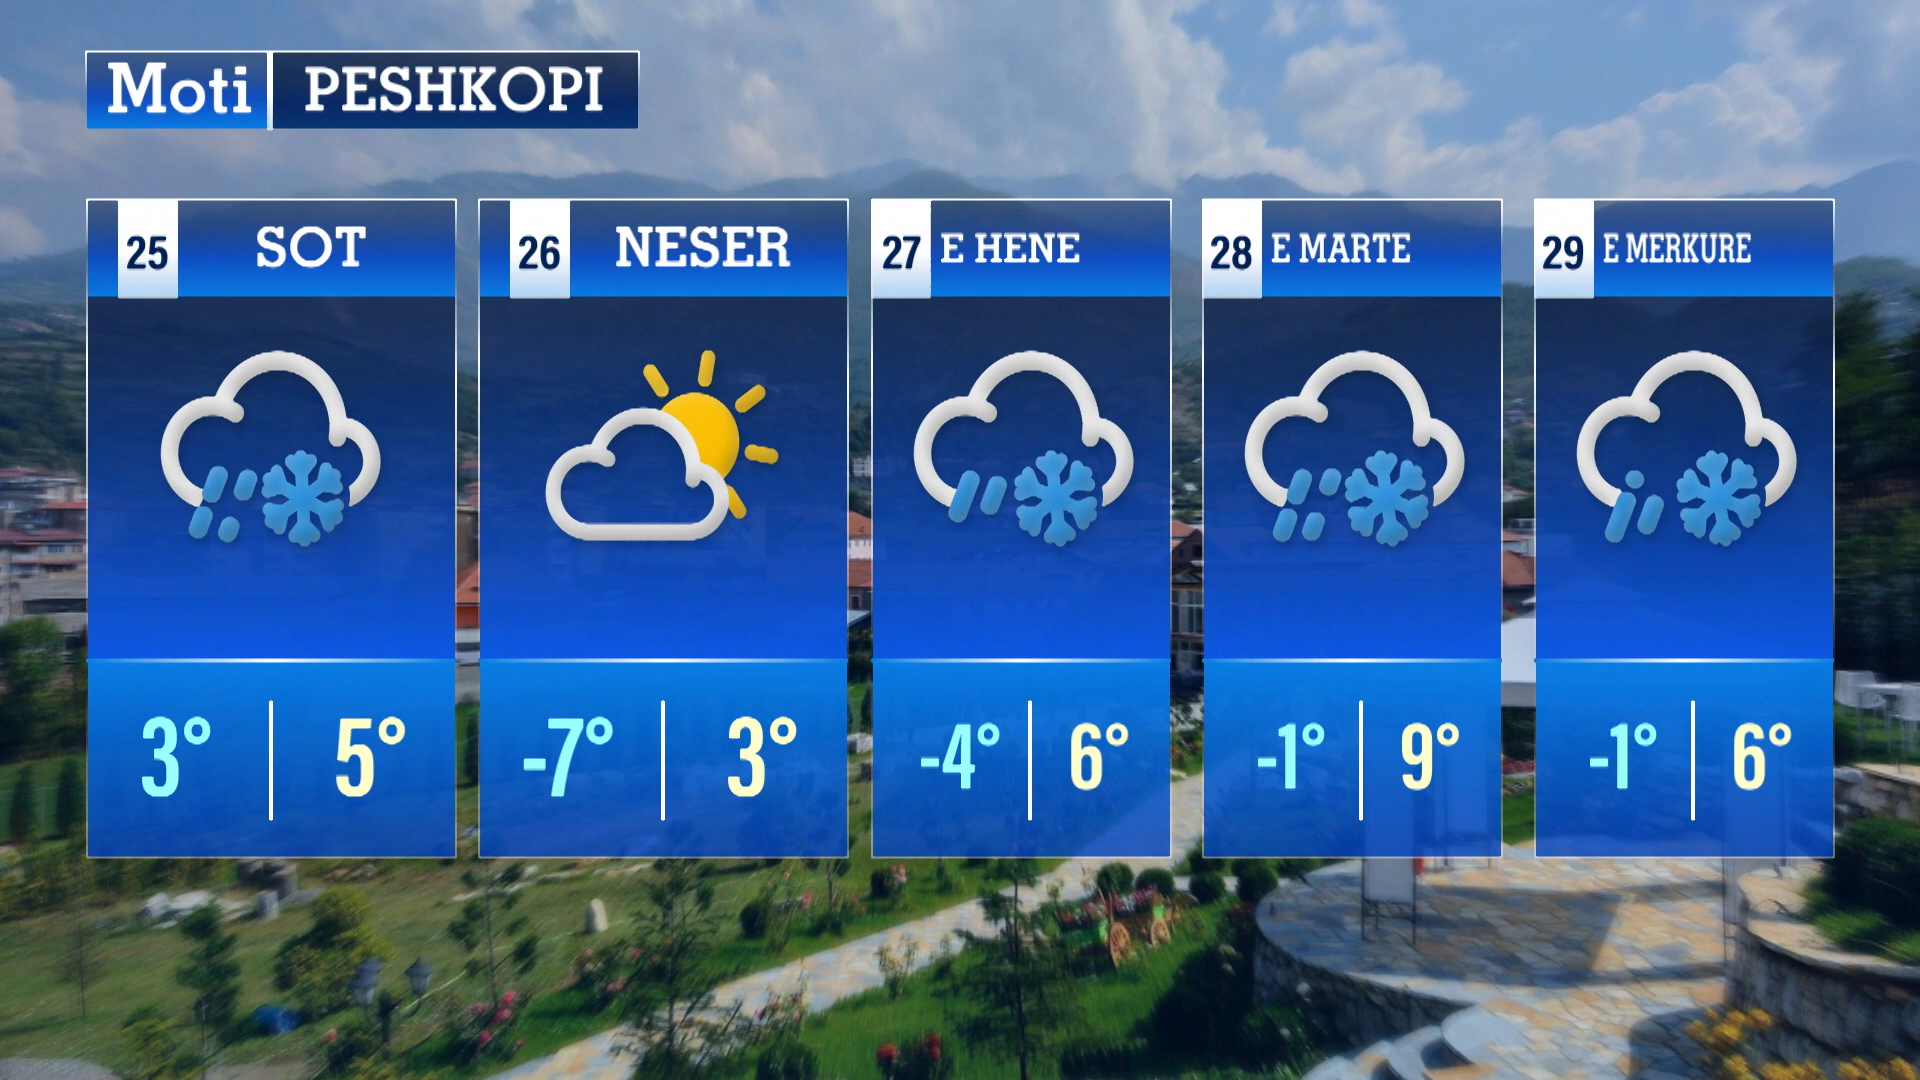 Moti PESHKOPI
25 SOT
3° 5°
26 NESER
-7° 3°
27 E HENE
-4° 6°
28 E MARTE
-1° 9°
29 E MERKURE
-1° 6°